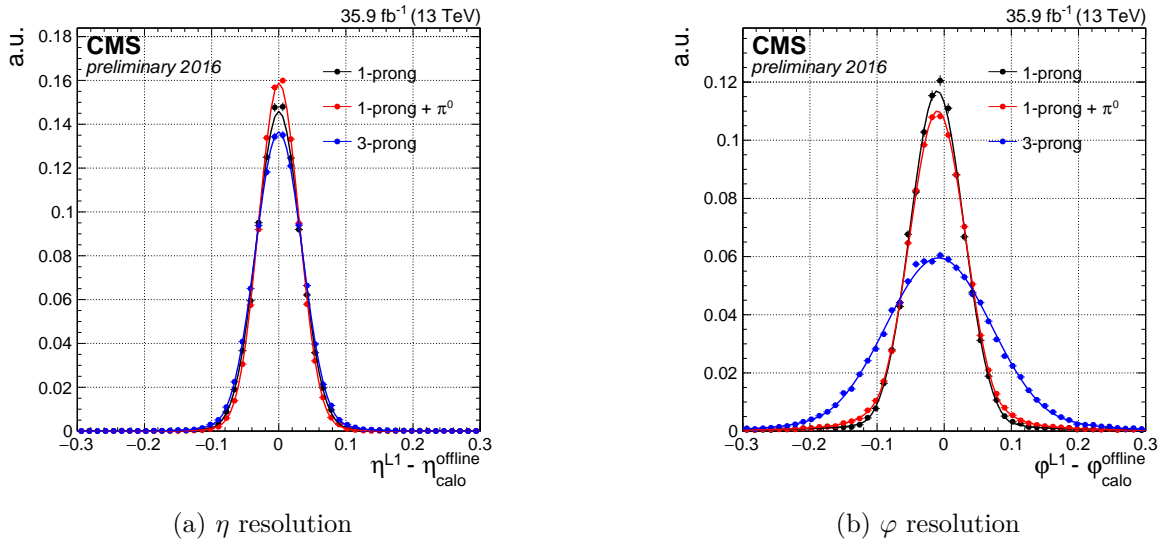 35.9 fb⁻¹ (13 TeV)
a.u.
CMS
preliminary 2016
1-prong
1-prong + π⁰
3-prong
0.18
0.16
0.14
0.12
0.1
0.08
0.06
0.04
0.02
0
−0.3 −0.2 −0.1 0 0.1 0.2 0.3
η^L1 - η^offline_calo
(a) η resolution
35.9 fb⁻¹ (13 TeV)
a.u.
CMS
preliminary 2016
1-prong
1-prong + π⁰
3-prong
0.12
0.1
0.08
0.06
0.04
0.02
0
−0.3 −0.2 −0.1 0 0.1 0.2 0.3
φ^L1 - φ^offline_calo
(b) φ resolution